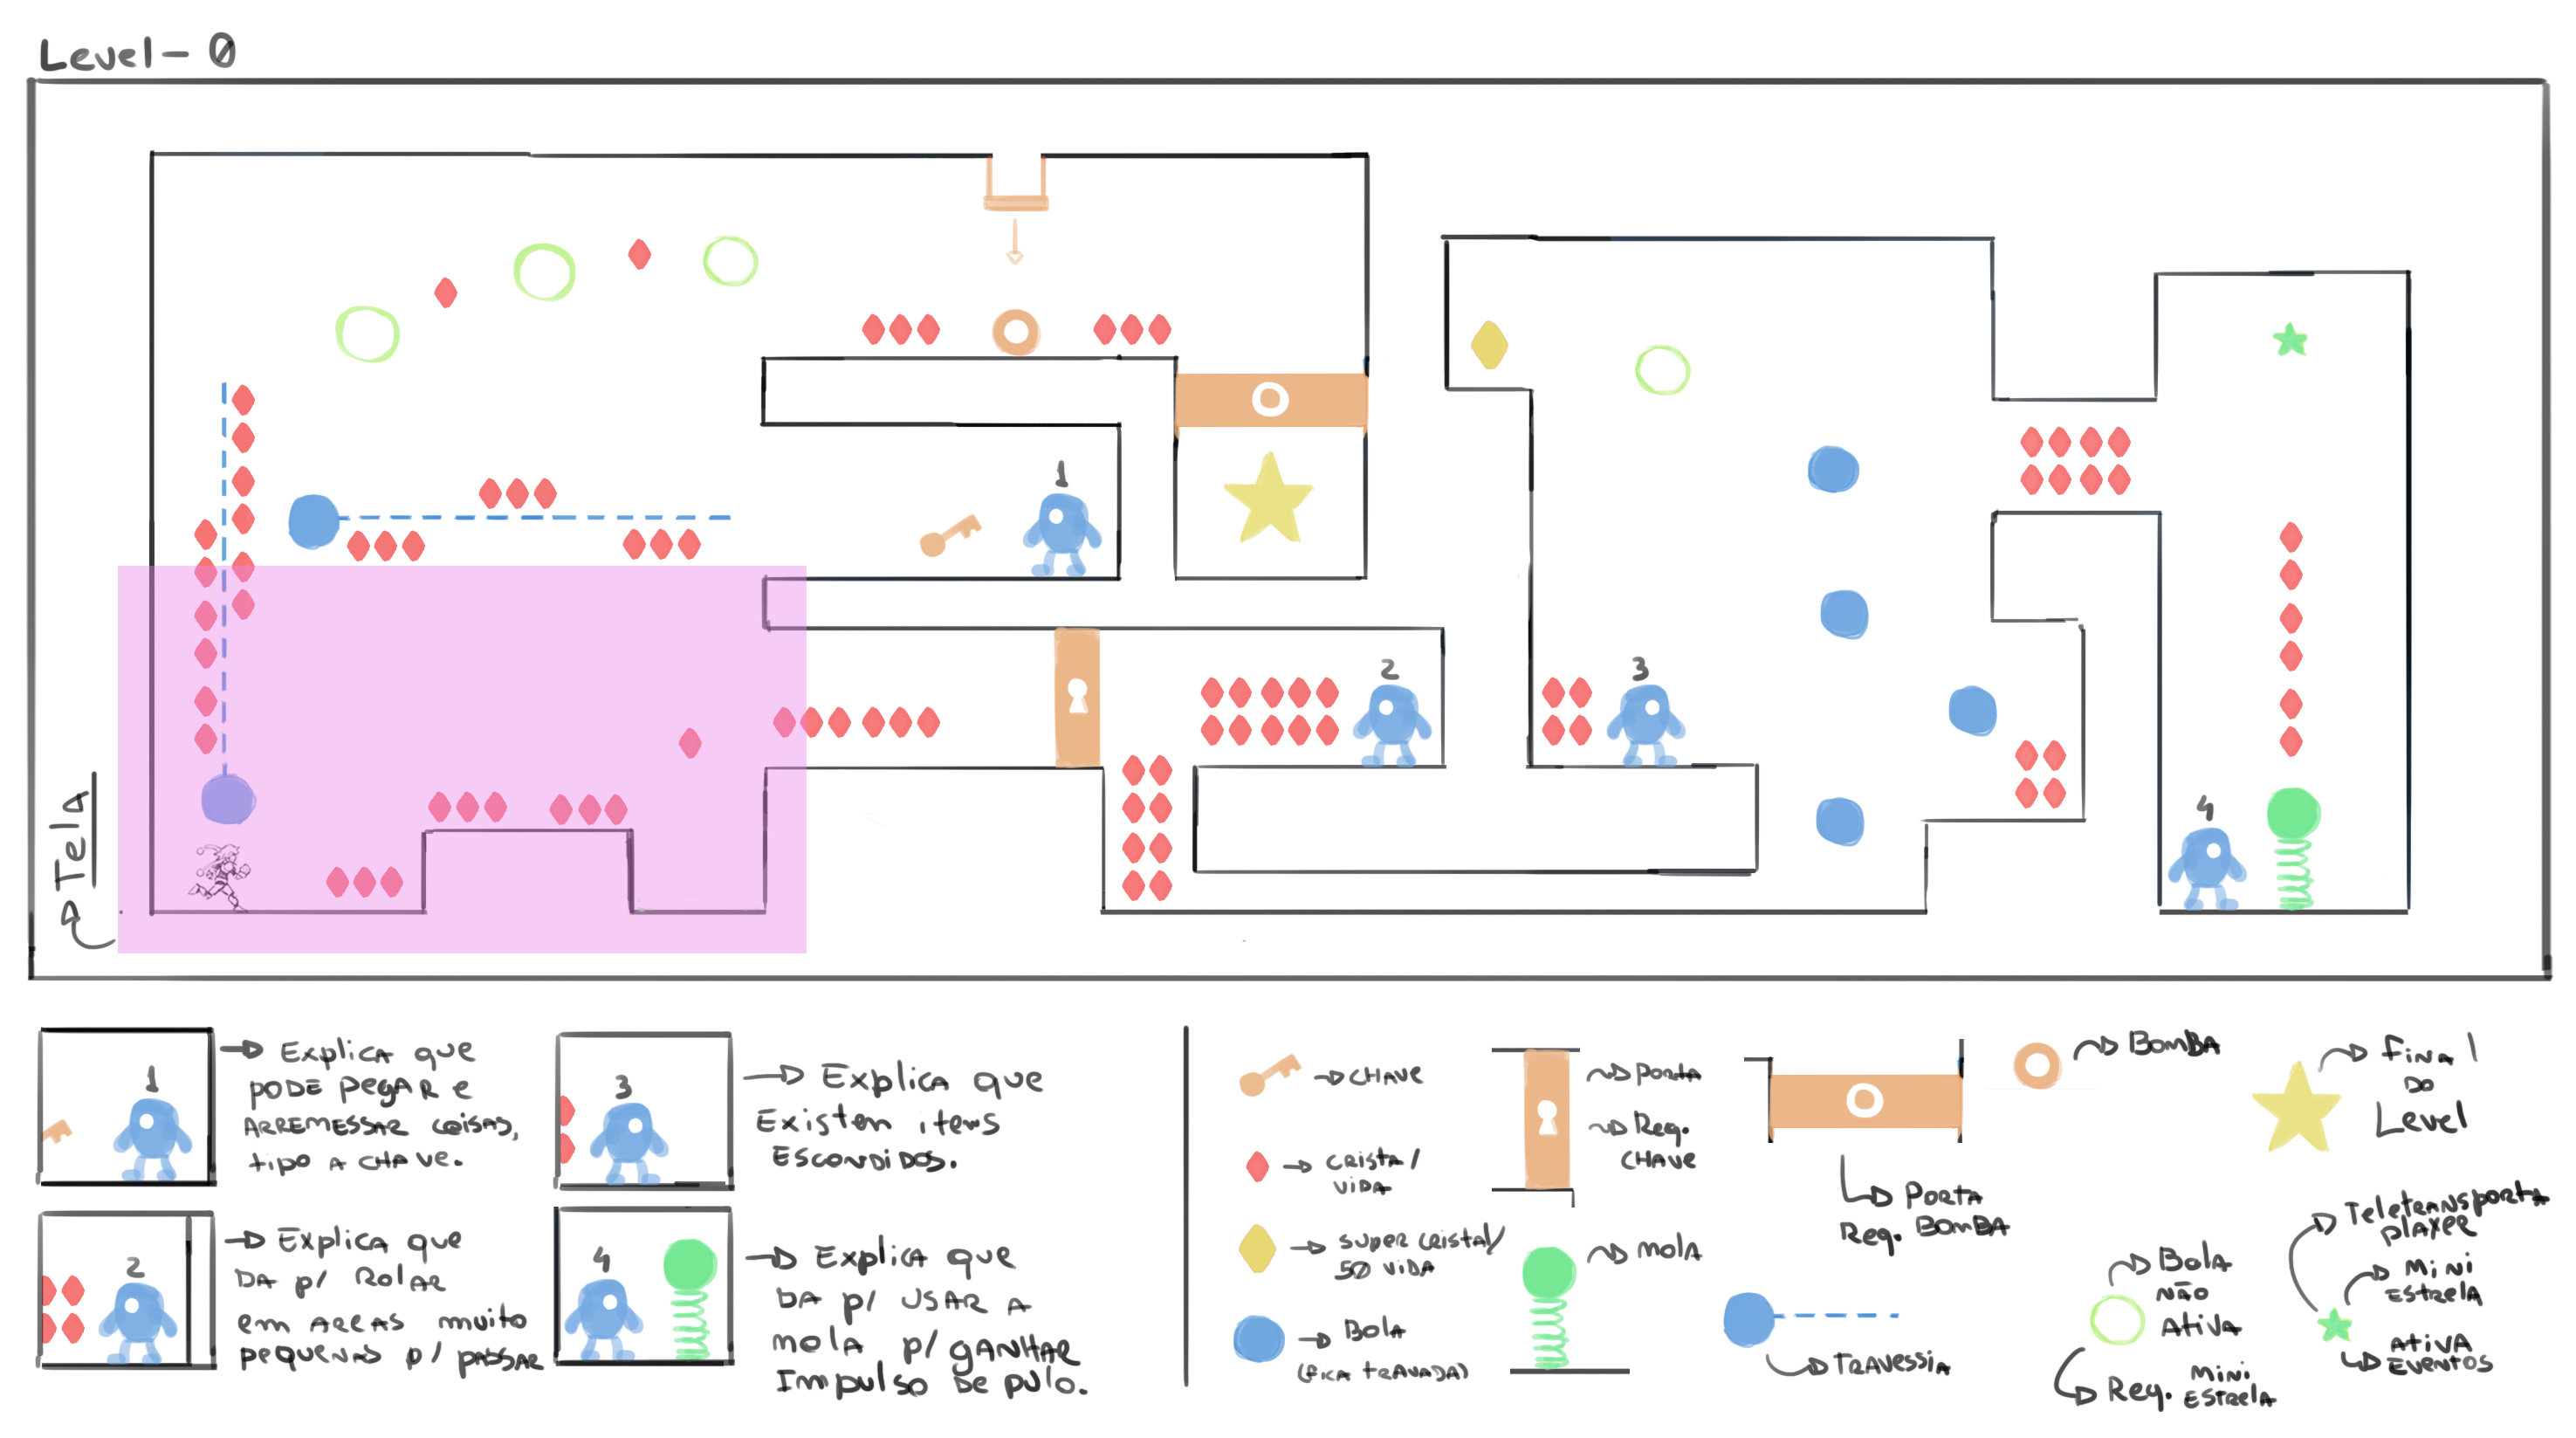 Level-0
1
2
3
4
Tela
1
Explica que
PODE pegar e
ARREMESSAR coisas,
tipo A CHAVE.
3
Explica que
Existem itens
ESCONDIDOS.
2
Explica que
DA p/ Rolar
em AREAS muito
pequenas p/ pASSAR
4
Explica que
DA p/ USAR A
mola p/ gANHAR
Impulso DE pulo.
CHAVE
CRISTAl
VIDA
SUPER CRISTAl/
50 VIDA
Bola
(fica TRAVADA)
PORTA
Req.
CHAVE
mola
PORTA
Req. BOMBA
TRAVESSIA
BOMBA
Final
DO
Level
Bola
NÃO
Ativa
Req. MINI
ESTRELA
Teletransporta
player
MINI
ESTRELA
ATIVA
EVENTOS